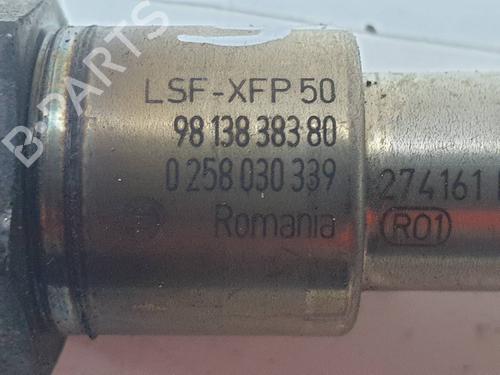 LSF-XFP 50
98 138 383 80
0 258 030 339
Romania
274161
R01
B-PARTS